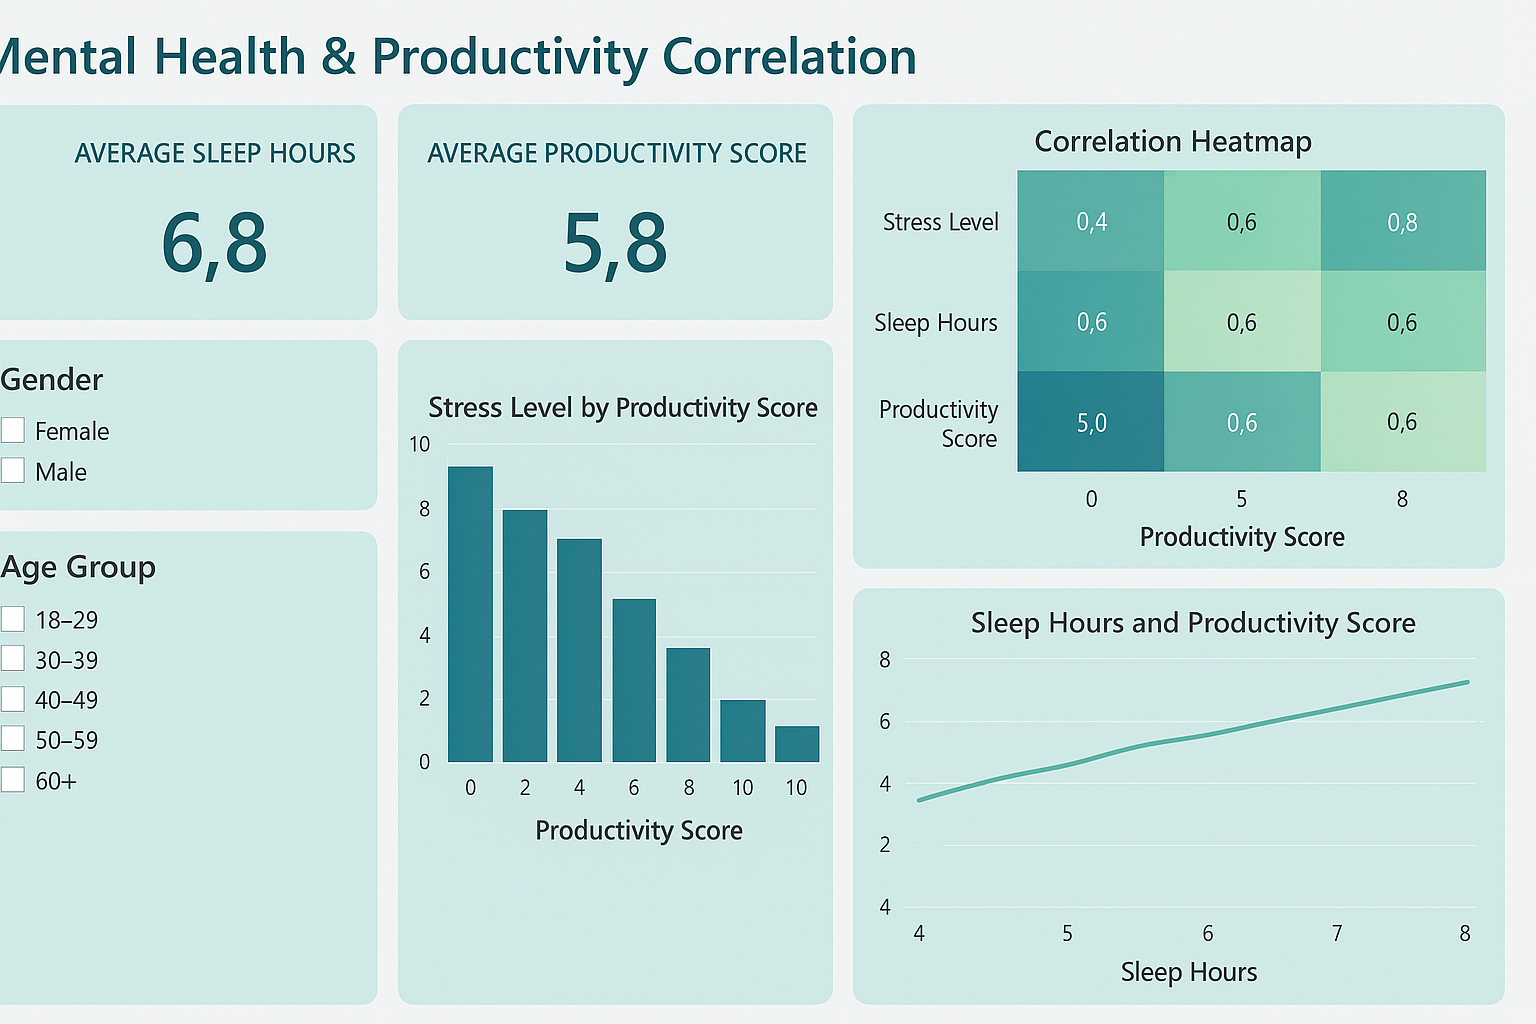 Mental Health & Productivity Correlation
AVERAGE SLEEP HOURS
6,8
AVERAGE PRODUCTIVITY SCORE
5,8
Gender
Female
Male
Age Group
18–29
30–39
40–49
50–59
60+
Stress Level by Productivity Score
10
8
6
4
2
0
0 2 4 6 8 10 10
Productivity Score
Correlation Heatmap
Stress Level 0,4 0,6 0,8
Sleep Hours 0,6 0,6 0,6
Productivity
Score
5,0 0,6 0,6
0 5 8
Productivity Score
Sleep Hours and Productivity Score
8
6
4
2
4
4 5 6 7 8
Sleep Hours